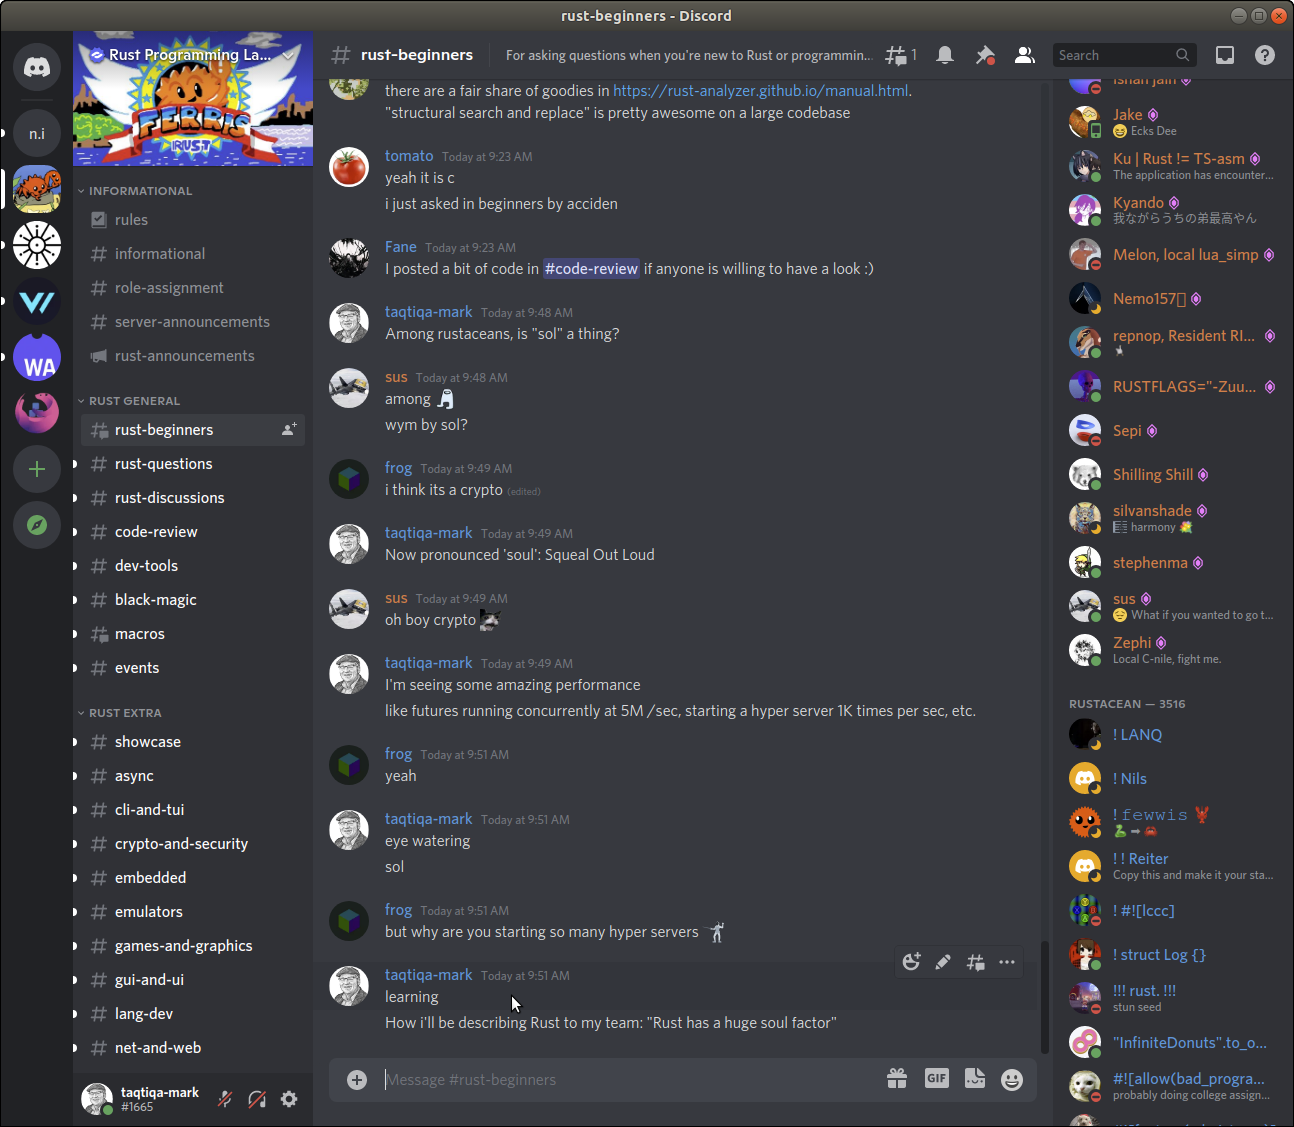 rust-beginners - Discord
n.i
WA
Rust Programming La...
FERRIS
RUST
INFORMATIONAL
rules
informational
role-assignment
server-announcements
rust-announcements
RUST GENERAL
rust-beginners
rust-questions
rust-discussions
code-review
dev-tools
black-magic
macros
events
RUST EXTRA
showcase
async
cli-and-tui
crypto-and-security
embedded
emulators
games-and-graphics
gui-and-ui
lang-dev
net-and-web
taqtiqa-mark
#1665
rust-beginners
For asking questions when you're new to Rust or programmin...
1
Search
there are a fair share of goodies in https://rust-analyzer.github.io/manual.html.
"structural search and replace" is pretty awesome on a large codebase
tomato Today at 9:23 AM
yeah it is c
i just asked in beginners by acciden
Fane Today at 9:23 AM
I posted a bit of code in #code-review if anyone is willing to have a look :)
taqtiqa-mark Today at 9:48 AM
Among rustaceans, is "sol" a thing?
sus Today at 9:48 AM
among
wym by sol?
frog Today at 9:49 AM
i think its a crypto (edited)
taqtiqa-mark Today at 9:49 AM
Now pronounced 'soul': Squeal Out Loud
sus Today at 9:49 AM
oh boy crypto
taqtiqa-mark Today at 9:49 AM
I'm seeing some amazing performance
like futures running concurrently at 5M /sec, starting a hyper server 1K times per sec, etc.
frog Today at 9:51 AM
yeah
taqtiqa-mark Today at 9:51 AM
eye watering
sol
frog Today at 9:51 AM
but why are you starting so many hyper servers
taqtiqa-mark Today at 9:51 AM
learning
How i'll be describing Rust to my team: "Rust has a huge soul factor"
Message #rust-beginners
GIF
Ishan jain
Jake
Ecks Dee
Ku | Rust != TS-asm
The application has encounter...
Kyando
我ながらうちの弟最高やん
Melon, local lua_simp
Nemo157
repnop, Resident RI...
RUSTFLAGS="-Zuu...
Sepi
Shilling Shill
silvanshade
harmony
stephenma
sus
What if you wanted to go t...
Zephi
Local C-nile, fight me.
RUSTACEAN — 3516
! LANQ
! Nils
! fewwis
! ! Reiter
Copy this and make it your sta...
! #![lccc]
! struct Log {}
!!! rust. !!!
stun seed
"InfiniteDonuts".to_o...
#![allow(bad_progra...
probably doing college assign...